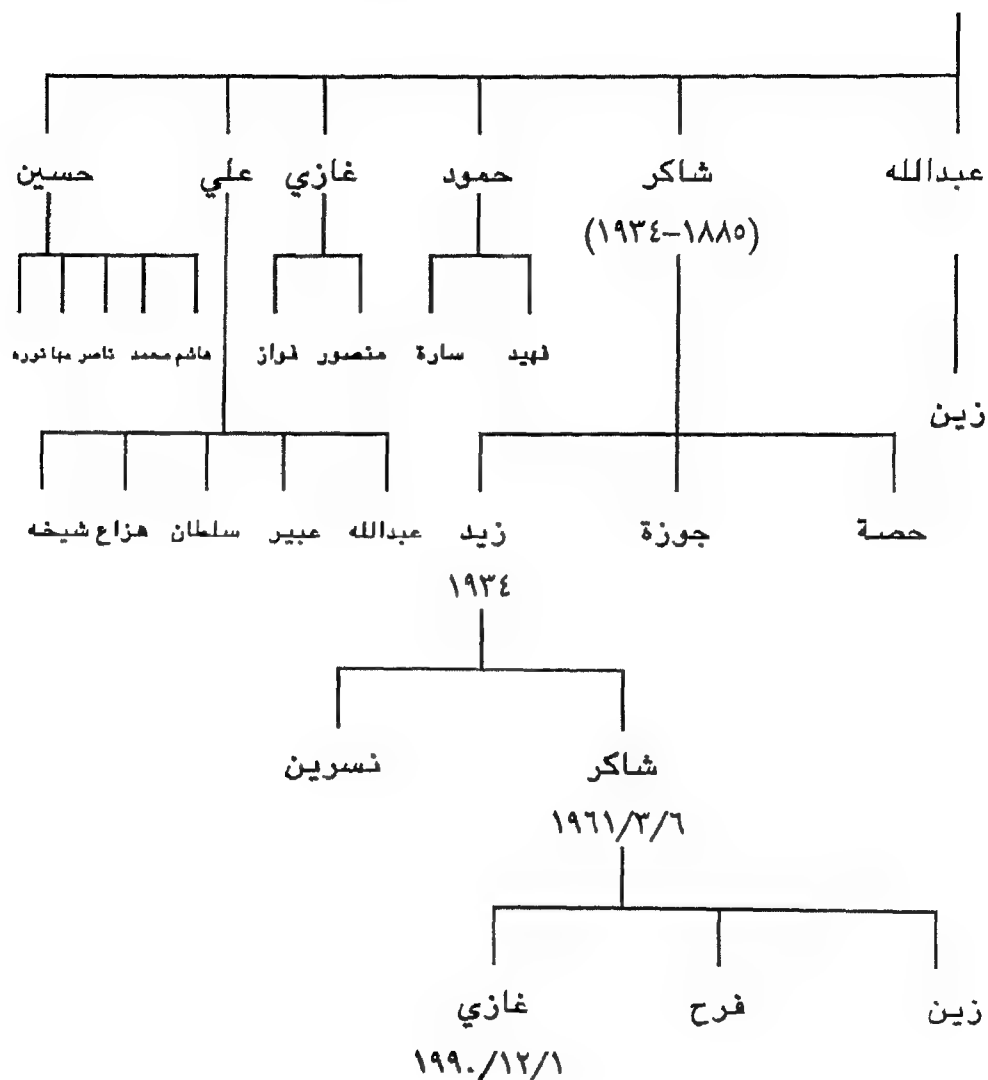 عبدالله شاكر حمود غازي علي حسين
(١٨٨٥–١٩٣٤)
فهيد سارة منصور فواز هاشم محمد ناصر مها نوره
زين
حصة جوزة زيد عبدالله عبير سلطان هزاع شيخه
١٩٣٤
شاكر نسرين
١٩٦١/٣/٦
زين فرح غازي
١٩٩٠/١٢/١